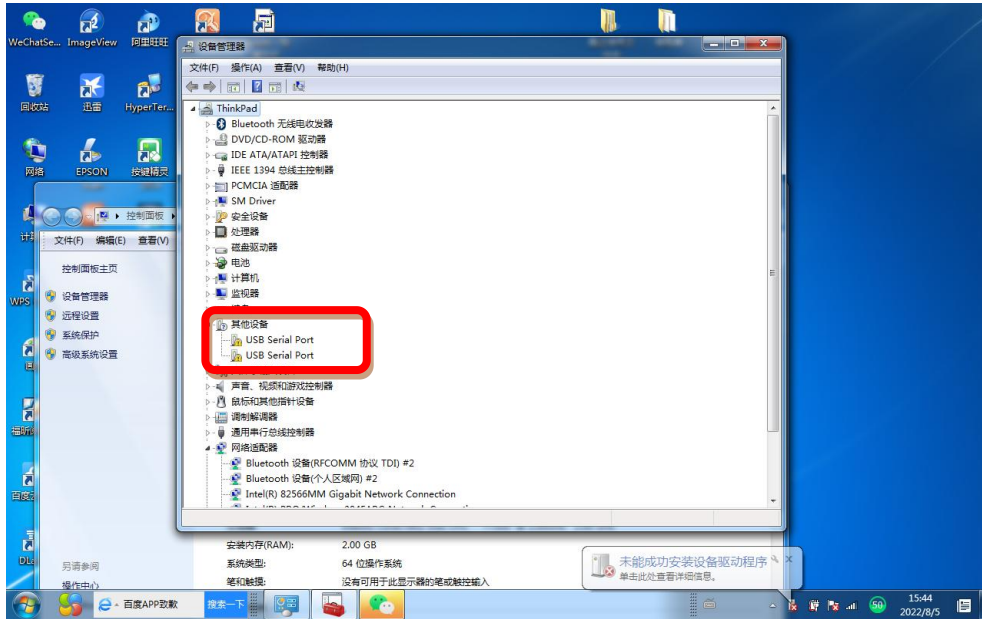 WeChatSe...
ImageView
阿里旺旺
回收站
迅雷
HyperTer...
网络
EPSON
按键精灵
WPS
设备管理器
文件(F) 操作(A) 查看(V) 帮助(H)
ThinkPad
Bluetooth 无线电收发器
DVD/CD-ROM 驱动器
IDE ATA/ATAPI 控制器
IEEE 1394 总线主控制器
PCMCIA 适配器
SM Driver
安全设备
处理器
磁盘驱动器
电池
计算机
监视器
其他设备
USB Serial Port
USB Serial Port
声音、视频和游戏控制器
鼠标和其他指针设备
调制解调器
通用串行总线控制器
网络适配器
Bluetooth 设备(RFCOMM 协议 TDI) #2
Bluetooth 设备(个人区域网) #2
Intel(R) 82566MM Gigabit Network Connection
控制面板
文件(F) 编辑(E) 查看(V)
控制面板主页
设备管理器
远程设置
系统保护
高级系统设置
另请参阅
操作中心
安装内存(RAM): 2.00 GB
系统类型: 64 位操作系统
笔和触摸: 没有可用于此显示器的笔或触控输入
未能成功安装设备驱动程序
单击此处查看详细信息。
百度APP致歉
搜索一下
50
15:44
2022/8/5